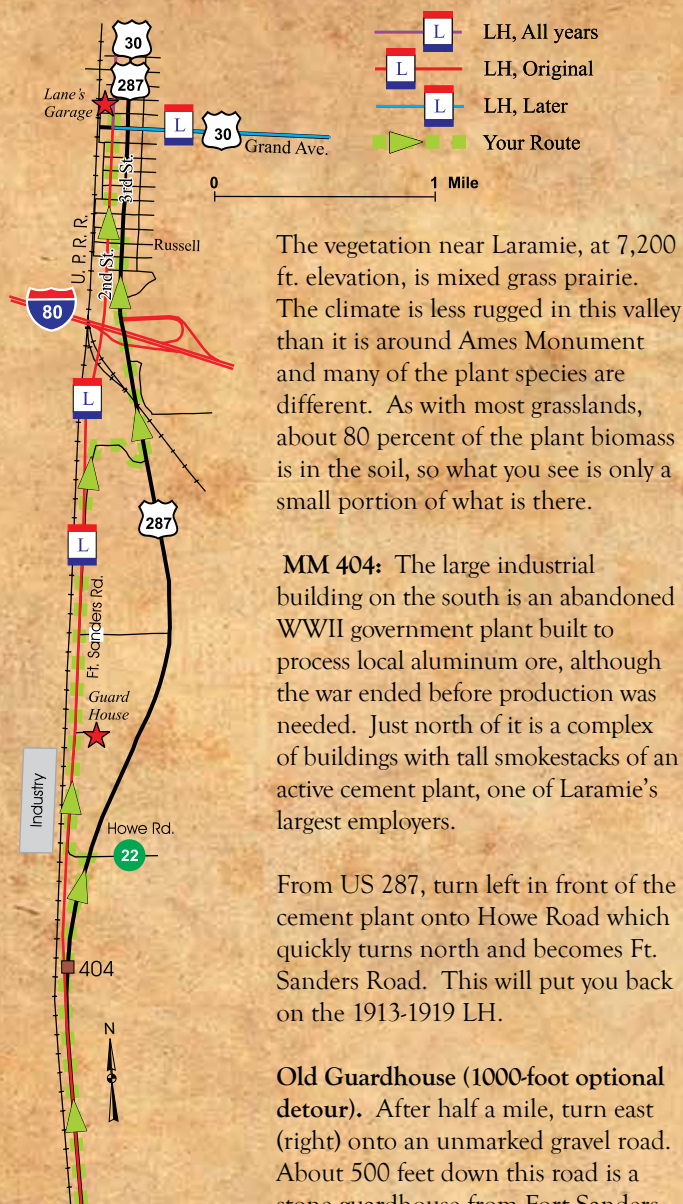 30
287
Lane's
Garage
L
30
Grand Ave.
3rd St.
U. P. R. R.
2nd St.
Russell
80
L
287
L
Ft. Sanders Rd.
Guard
House
Industry
Howe Rd.
22
404
N
L LH, All years
L LH, Original
L LH, Later
Your Route
0 1 Mile
The vegetation near Laramie, at 7,200
ft. elevation, is mixed grass prairie.
The climate is less rugged in this valley
than it is around Ames Monument
and many of the plant species are
different. As with most grasslands,
about 80 percent of the plant biomass
is in the soil, so what you see is only a
small portion of what is there.
MM 404: The large industrial
building on the south is an abandoned
WWII government plant built to
process local aluminum ore, although
the war ended before production was
needed. Just north of it is a complex
of buildings with tall smokestacks of an
active cement plant, one of Laramie's
largest employers.
From US 287, turn left in front of the
cement plant onto Howe Road which
quickly turns north and becomes Ft.
Sanders Road. This will put you back
on the 1913-1919 LH.
Old Guardhouse (1000-foot optional
detour). After half a mile, turn east
(right) onto an unmarked gravel road.
About 500 feet down this road is a
stone guardhouse from Fort Sanders